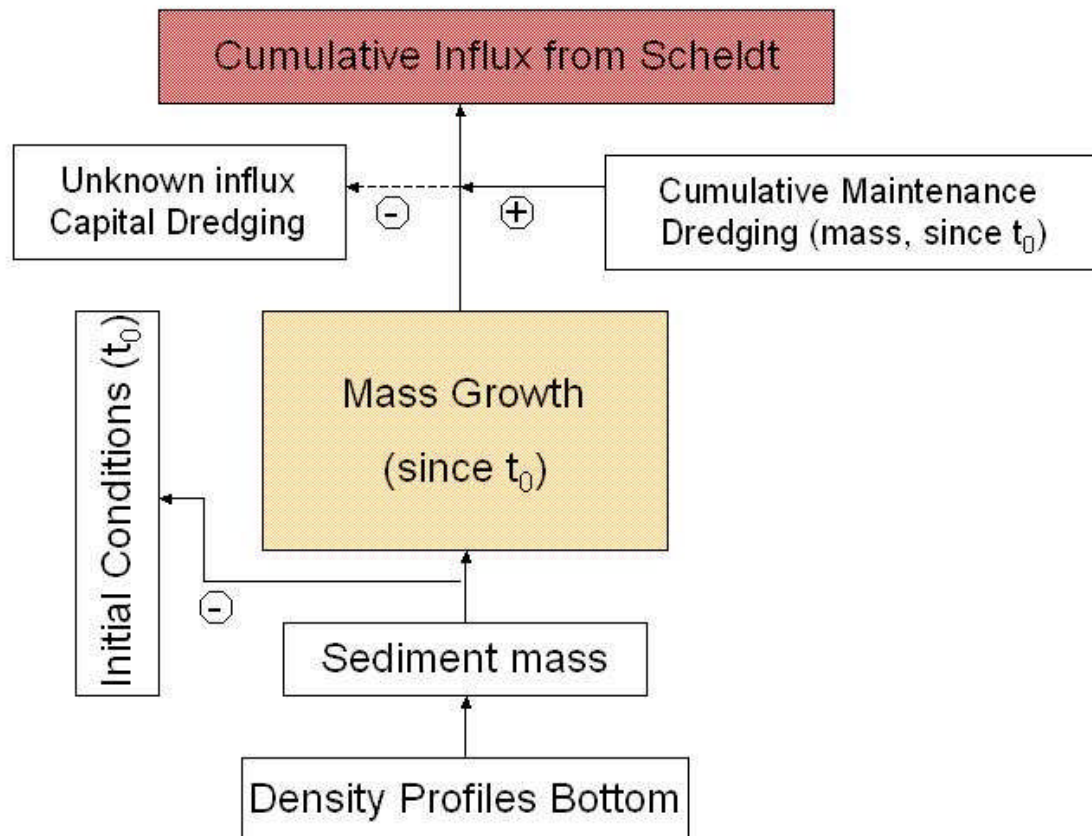 Cumulative Influx from Scheldt
Unknown influx
Capital Dredging
-
+
Cumulative Maintenance
Dredging (mass, since t₀)
Initial Conditions (t₀)
Mass Growth
(since t₀)
-
Sediment mass
Density Profiles Bottom